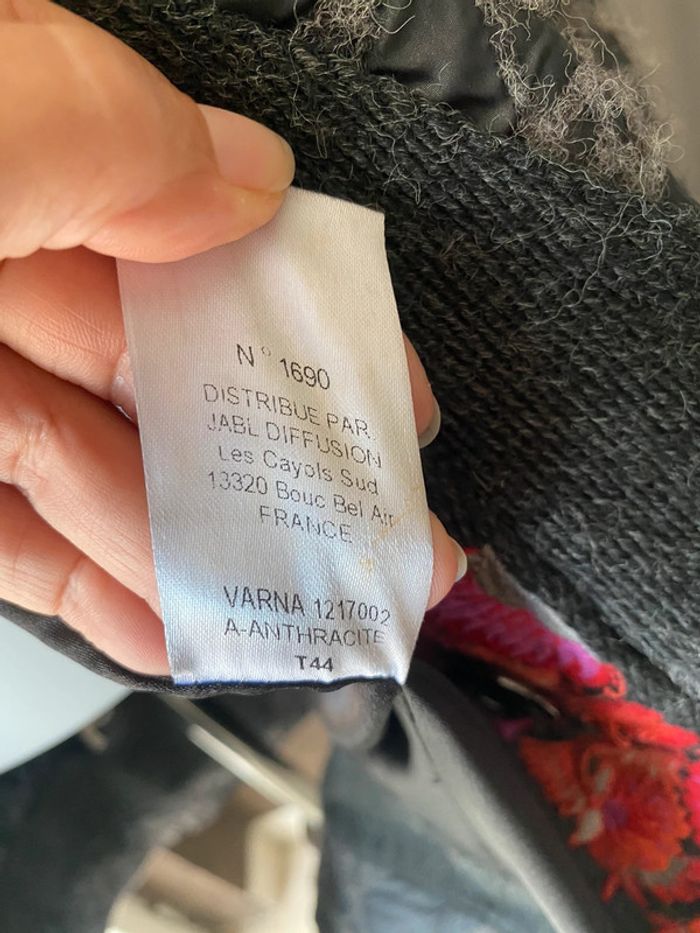 N° 1690
DISTRIBUE PAR
JABL DIFFUSION
Les Cayols Sud
13320 Bouc Bel Air
FRANCE
VARNA 1217002
A-ANTHRACITE
T44